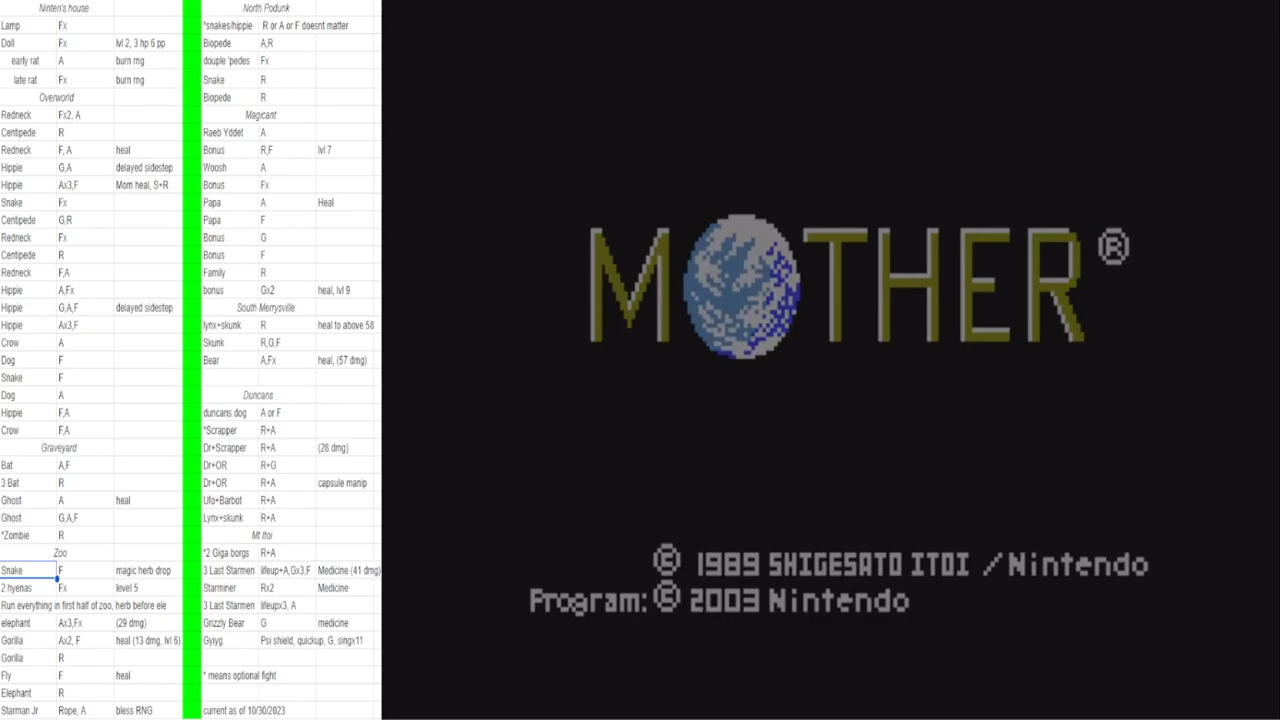 Ninten's house
Lamp Fx
Doll Fx lvl 2, 3 hp 6 pp
early rat A burn rng
late rat Fx burn rng
Overworld
Redneck Fx2, A
Centipede R
Redneck F, A heal
Hippie G,A delayed sidestep
Hippie Ax3,F Mom heal, S+R
Snake Fx
Centipede G,R
Redneck Fx
Centipede R
Redneck F,A
Hippie A,Fx
Hippie G,A,F delayed sidestep
Hippie Ax3,F
Crow A
Dog F
Snake F
Dog A
Hippie F,A
Crow F,A
Graveyard
Bat A,F
3 Bat R
Ghost A heal
Ghost G,A,F
*Zombie R
Zoo
Snake F magic herb drop
2 hyenas Fx level 5
Run everything in first half of zoo, herb before ele
elephant Ax3,Fx (29 dmg)
Gorilla Ax2, F heal (13 dmg, lvl 6)
Gorilla R
Fly F heal
Elephant R
Starman Jr Rope, A bless RNG
North Podunk
*snakes/hippie R or A or F doesnt matter
Biopede A,R
douple 'pedes Fx
Snake R
Biopede R
Magicant
Raeb Yddet A
Bonus R,F lvl 7
Woosh A
Bonus Fx
Papa A Heal
Papa F
Bonus G
Bonus F
Family R
bonus Gx2 heal, lvl 9
South Merrysville
lynx+skunk R heal to above 58
Skunk R,G,F
Bear A,Fx heal, (57 dmg)
Duncans
duncans dog A or F
*Scrapper R+A
Dr+Scrapper R+A (28 dmg)
Dr+OR R+G
Dr+OR R+A capsule manip
Ufo+Barbot R+A
Lynx+skunk R+A
Mt Itoi
*2 Giga borgs R+A
3 Last Starmen lifeup+A,Gx3,F Medicine (41 dmg)
Starminer Rx2 Medicine
3 Last Starmen lifeupx3, A
Grizzly Bear G medicine
Gyiyg Psi shield, quickup, G, singx11
* means optional fight
current as of 10/30/2023
MOTHER®
© 1989 SHIGESATO ITOI / Nintendo
Program: © 2003 Nintendo